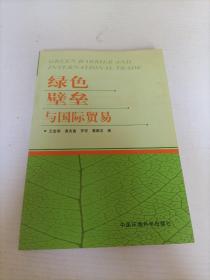 GREEN BARRIER AND
INTERNATIONAL TRADE
绿色
壁垒
与国际贸易
中国环境科学出版社